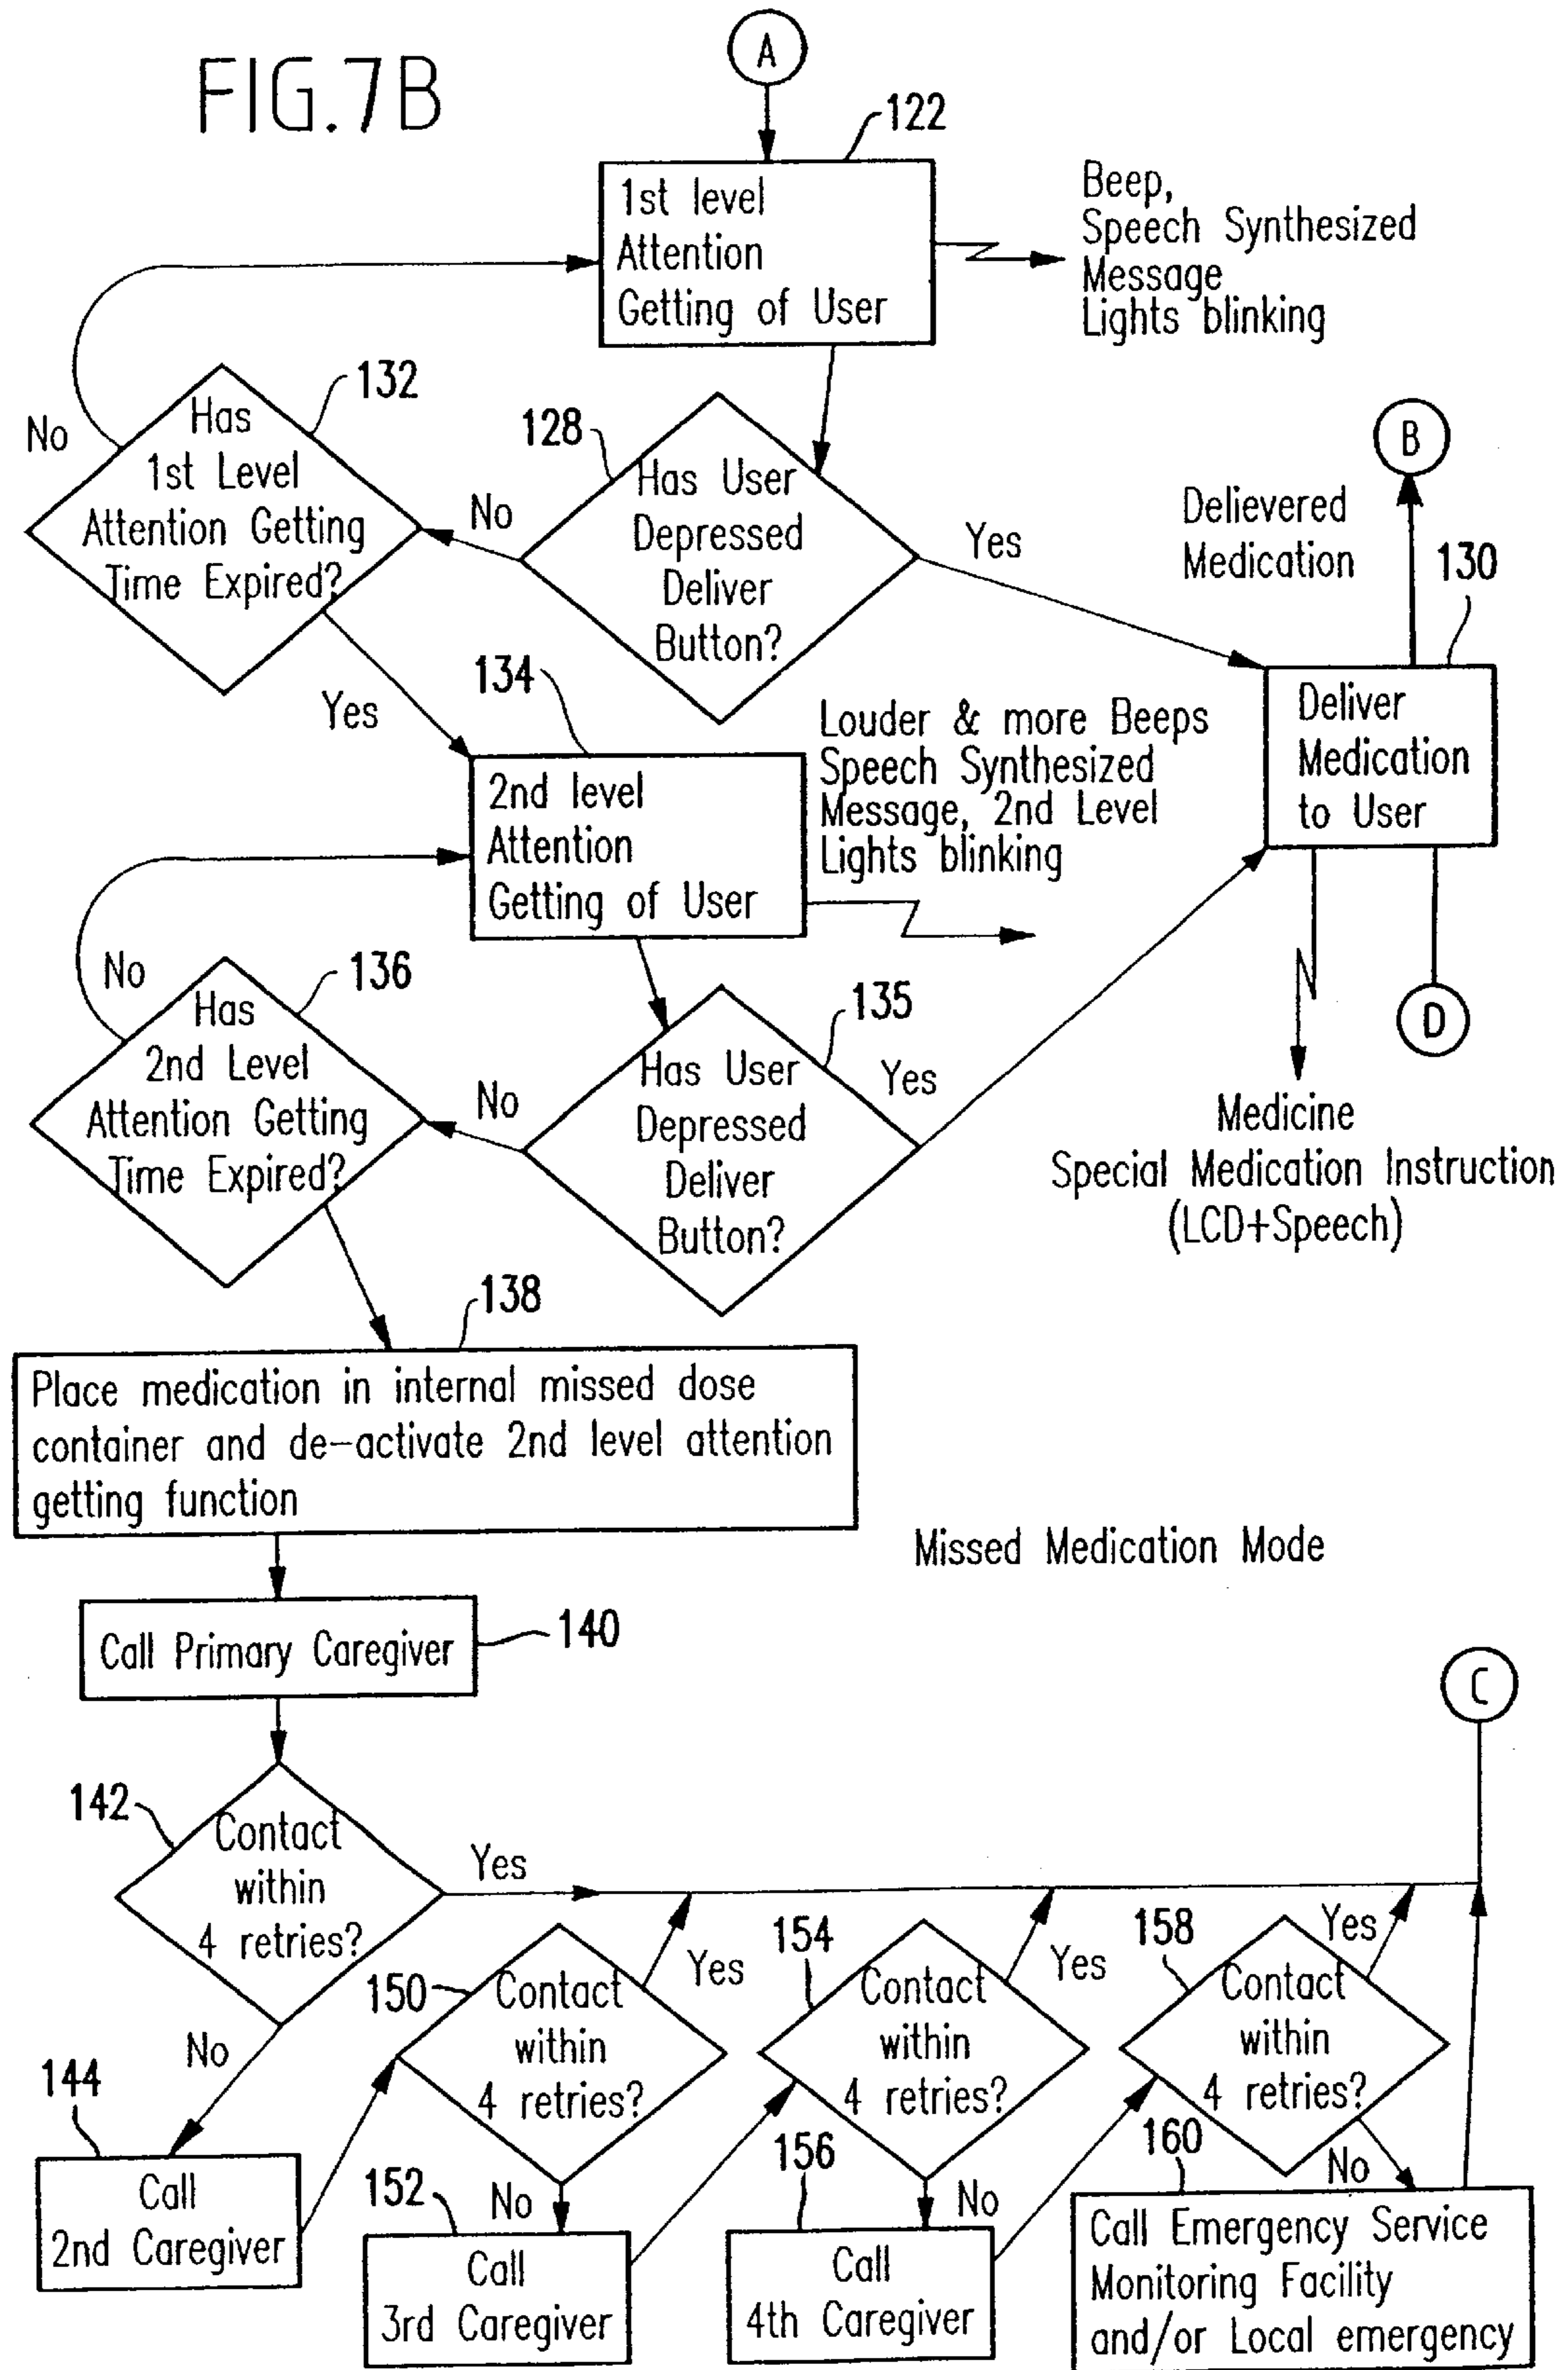 FIG.7B
A
122
1st level
Attention
Getting of User
Beep,
Speech Synthesized
Message
Lights blinking
132
Has
1st Level
Attention Getting
Time Expired?
No
Yes
128
Has User
Depressed
Deliver
Button?
No
Yes
B
Delievered
Medication
130
Deliver
Medication
to User
D
Medicine
Special Medication Instruction
(LCD+Speech)
134
2nd level
Attention
Getting of User
Louder & more Beeps
Speech Synthesized
Message, 2nd Level
Lights blinking
136
Has
2nd Level
Attention Getting
Time Expired?
No
135
Has User
Depressed
Deliver
Button?
No
Yes
138
Place medication in internal missed dose
container and de-activate 2nd level attention
getting function
Missed Medication Mode
Call Primary Caregiver
140
C
142
Contact
within
4 retries?
Yes
No
144
Call
2nd Caregiver
150
Contact
within
4 retries?
Yes
No
152
Call
3rd Caregiver
154
Contact
within
4 retries?
Yes
No
156
Call
4th Caregiver
158
Contact
within
4 retries?
Yes
No
160
Call Emergency Service
Monitoring Facility
and/or Local emergency